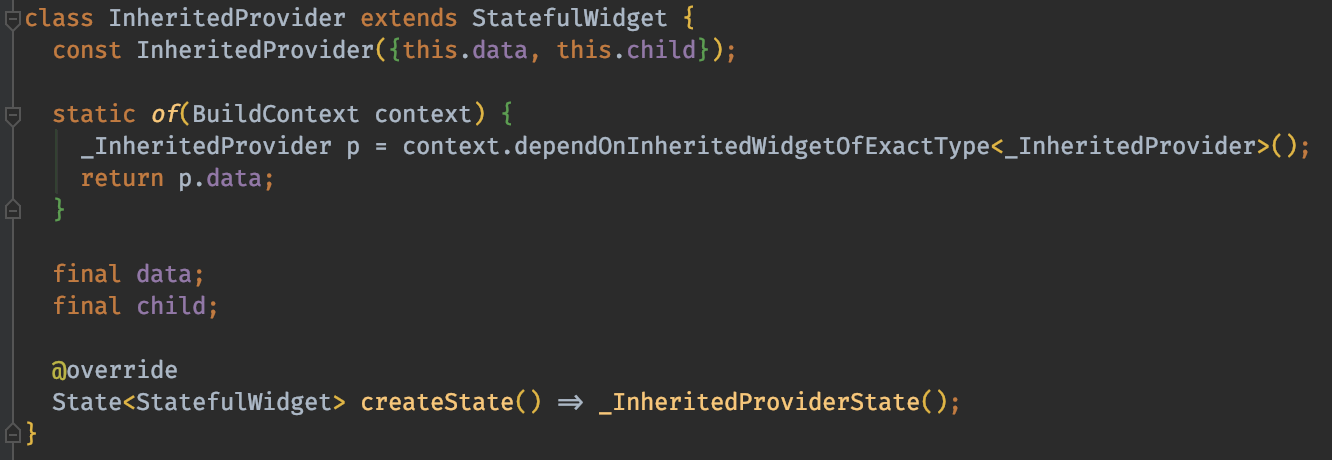 class InheritedProvider extends StatefulWidget {
  const InheritedProvider({this.data, this.child});
  static of(BuildContext context) {
    _InheritedProvider p = context.dependOnInheritedWidgetOfExactType<_InheritedProvider>();
    return p.data;
  }
  final data;
  final child;
  @override
  State<StatefulWidget> createState() => _InheritedProviderState();
}